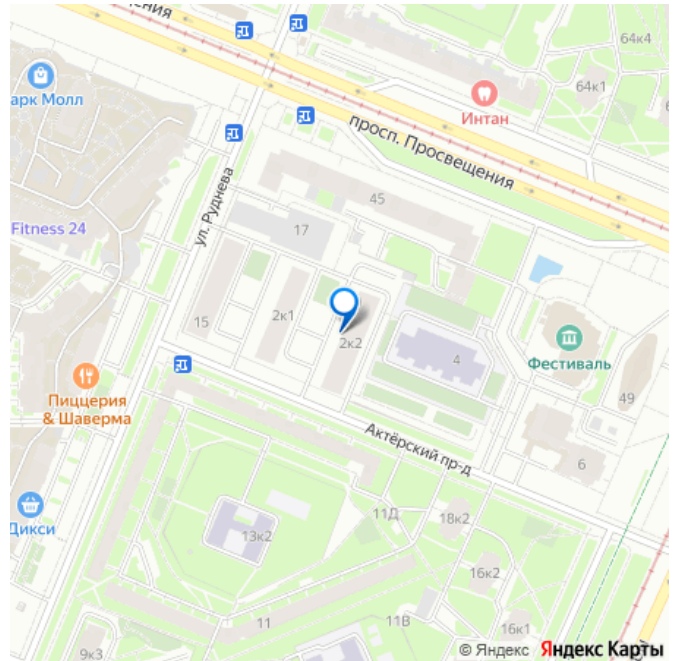 64к4
64к1
Интан
арк Молл
просп. Просвещения
ул. Руднева
45
17
Fitness 24
15
2к1
2к2
4
Фестиваль
49
Пиццерия
& Шаверма
Актёрский пр-д
6
Дикси
13к2
11Д
18к2
16к2
11
11В
16к1
9к3
© Яндекс Яндекс Карты